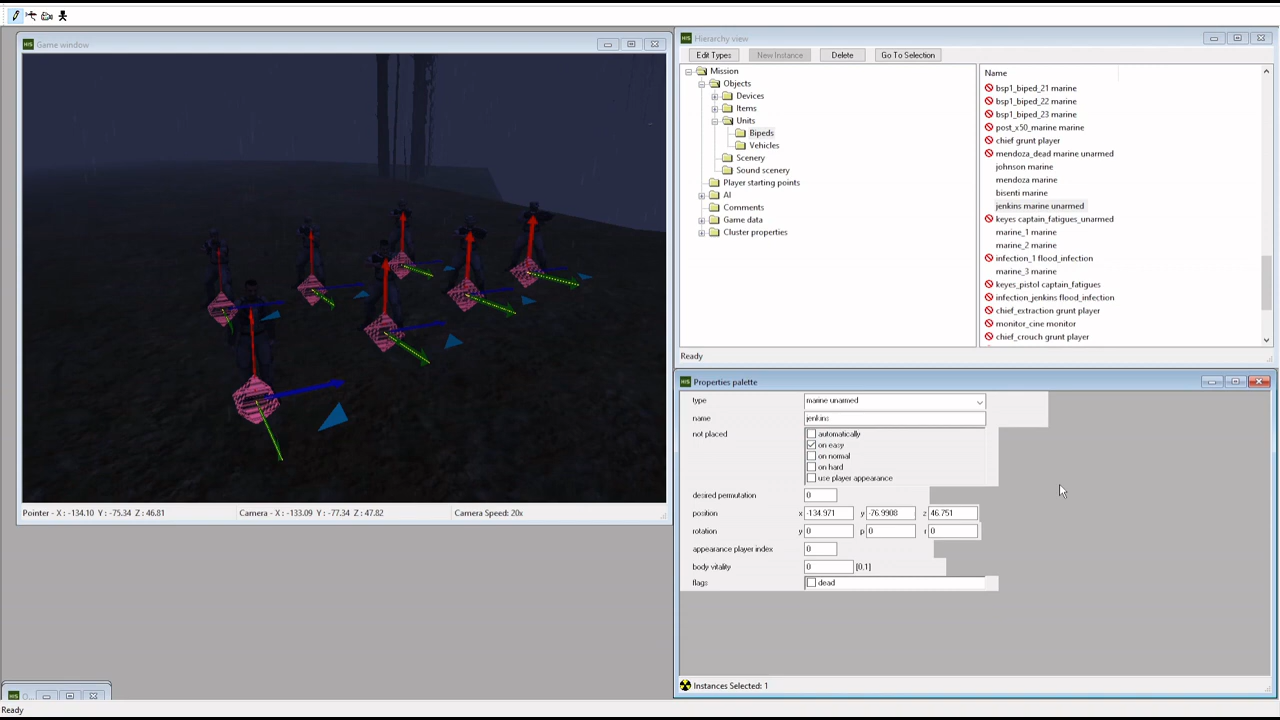 Game window
Pointer - X : -134.10 Y : -75.34 Z : 46.81
Camera - X : -133.09 Y : -77.34 Z : 47.82
Camera Speed: 20x
Hierarchy view
Edit Types
New Instance
Delete
Go To Selection
Mission
Objects
Devices
Items
Units
Bipeds
Vehicles
Scenery
Sound scenery
Player starting points
AI
Comments
Game data
Cluster properties
Name
bsp1_biped_21 marine
bsp1_biped_22 marine
bsp1_biped_23 marine
post_x50_marine marine
chief grunt player
mendoza_dead marine unarmed
johnson marine
mendoza marine
bisenti marine
jenkins marine unarmed
keyes captain_fatigues_unarmed
marine_1 marine
marine_2 marine
infection_1 flood_infection
marine_3 marine
keyes_pistol captain_fatigues
infection_jenkins flood_infection
chief_extraction grunt player
monitor_cine monitor
chief_crouch grunt player
Ready
Properties palette
type
marine unarmed
name
jenkins
not placed
automatically
on easy
on normal
on hard
use player appearance
desired permutation
0
position
x -134.971 y -76.9908 z 46.751
rotation
y 0 p 0 r 0
appearance player index
0
body vitality
0 [0.1]
flags
dead
Instances Selected: 1
Ready